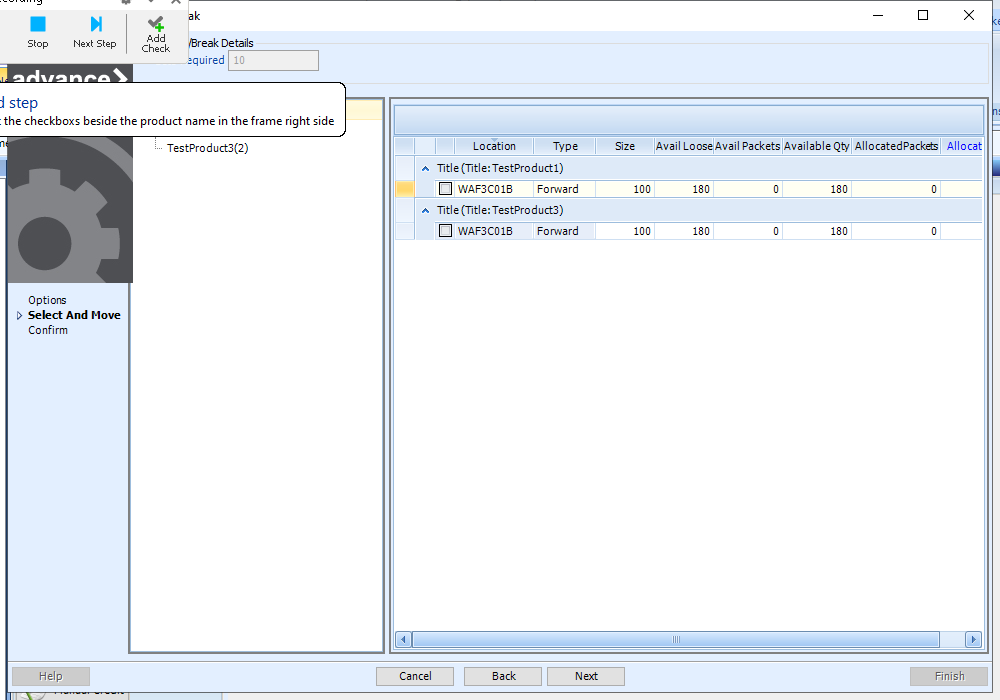 Stop
Next Step
Add
Check
/Break Details
equired 10
advance
d step
the checkboxs beside the product name in the frame right side
TestProduct3(2)
Location Type Size Avail Loose Avail Packets Available Qty AllocatedPackets Allocat
Title (Title: TestProduct1)
WAF3C01B Forward 100 180 0 180 0
Title (Title: TestProduct3)
WAF3C01B Forward 100 180 0 180 0
Options
Select And Move
Confirm
Help Cancel Back Next Finish